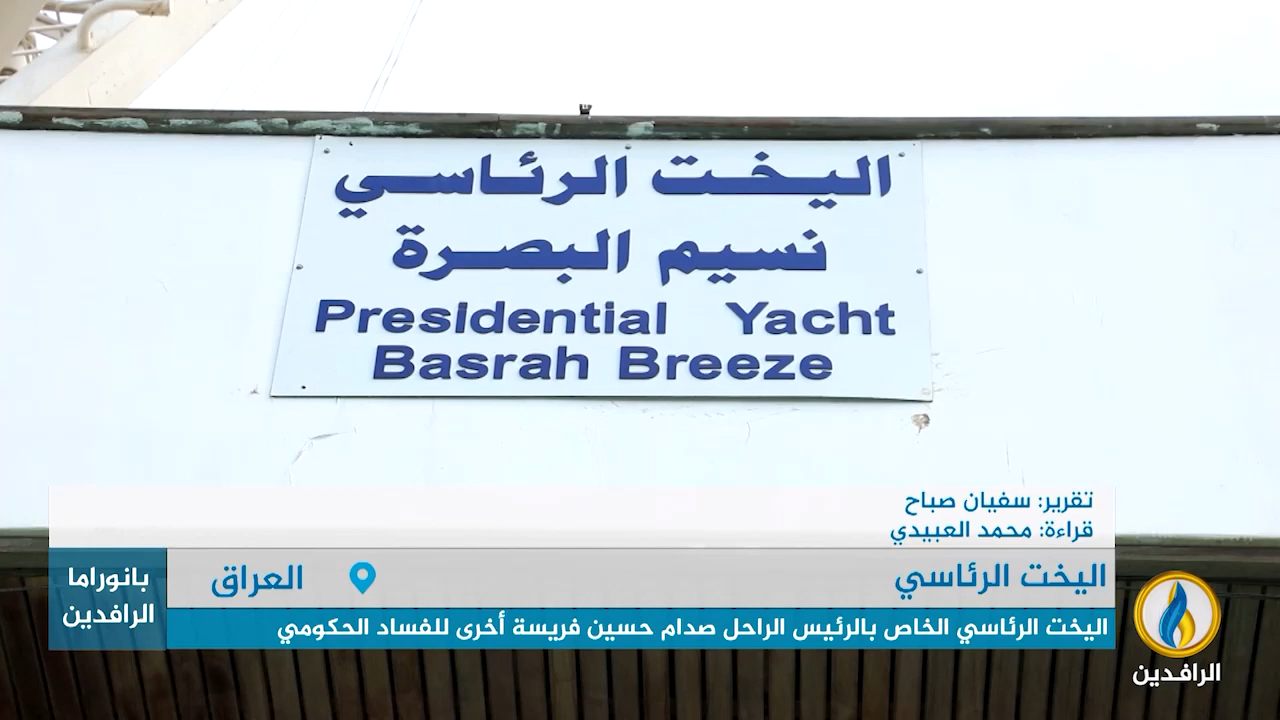 اليخت الرئاسي
نسيم البصرة
Presidential Yacht
Basrah Breeze
تقرير: سفيان صباح
قراءة: محمد العبيدي
اليخت الرئاسي
العراق
بانوراما
الرافدين
اليخت الرئاسي الخاص بالرئيس الراحل صدام حسين فريسة أخرى للفساد الحكومي
الرافدين